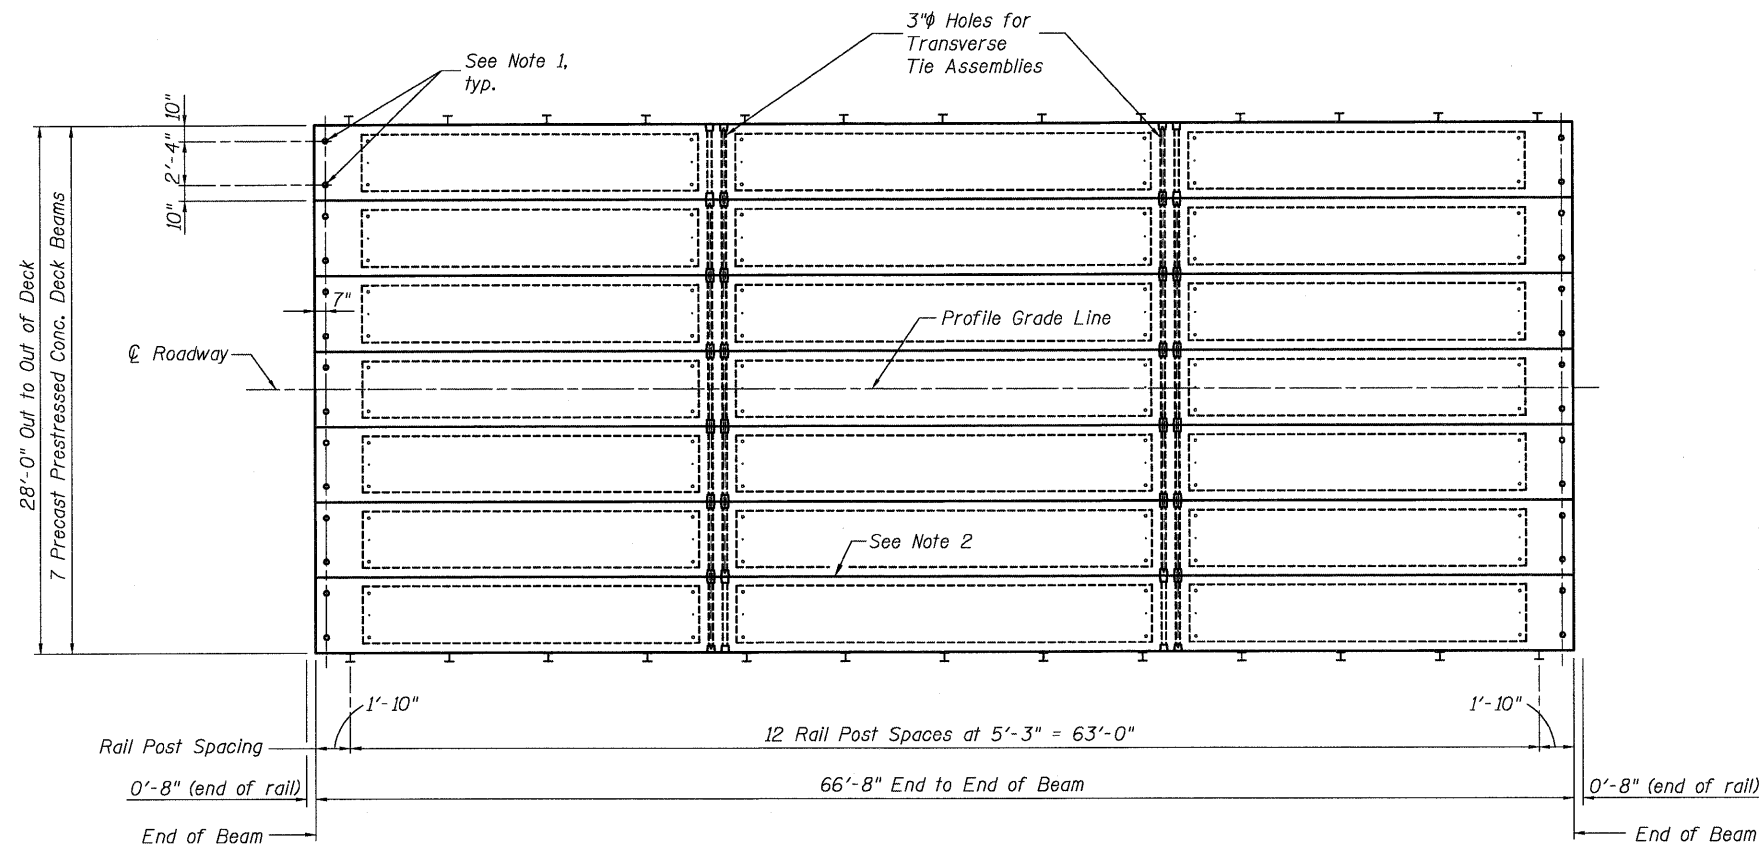 3"ϕ Holes for
Transverse
Tie Assemblies
See Note 1,
typ.
10"
2'-4"
10"
28'-0" Out to Out of Deck
7 Precast Prestressed Conc. Deck Beams
7"
Profile Grade Line
℄ Roadway
See Note 2
1'-10"
1'-10"
Rail Post Spacing
12 Rail Post Spaces at 5'-3" = 63'-0"
0'-8" (end of rail)
66'-8" End to End of Beam
0'-8" (end of rail)
End of Beam
End of Beam